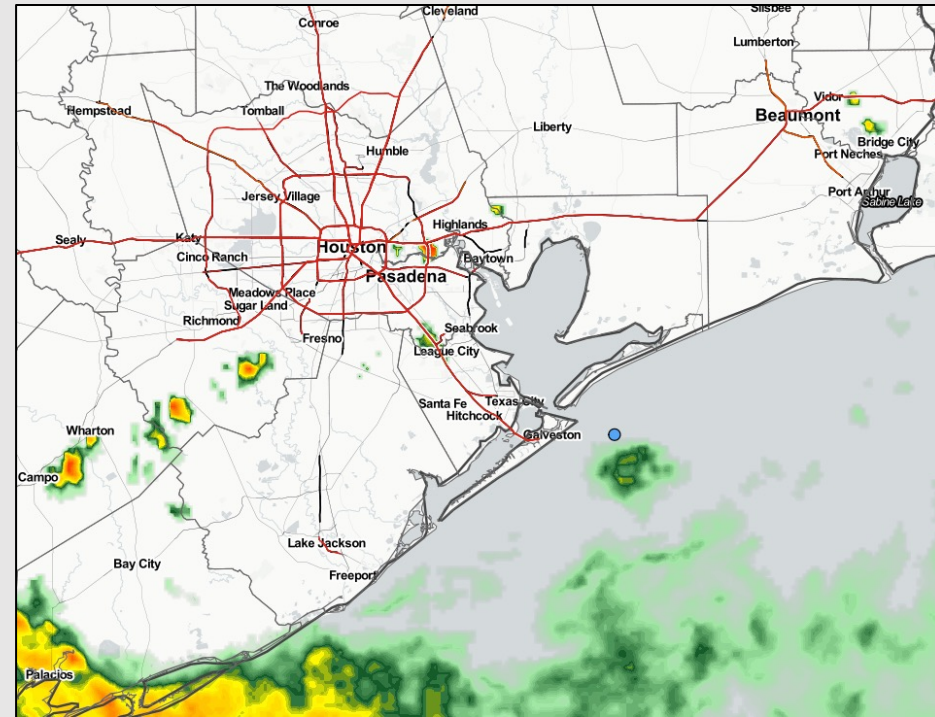 Cleveland
Silsbee
Conroe
Lumberton
The Woodlands
Vidor
Hempstead
Tomball
Beaumont
Liberty
Bridge City
Humble
Port Neches
Port Arthur
Jersey Village
Sabine Lake
Highlands
Sealy
Katy
Houston
Cinco Ranch
Baytown
Pasadena
Meadows Place
Sugar Land
Richmond
Seabrook
Fresno
League City
Santa Fe
Texas City
Hitchcock
Wharton
Galveston
Campo
Lake Jackson
Bay City
Freeport
Palacios